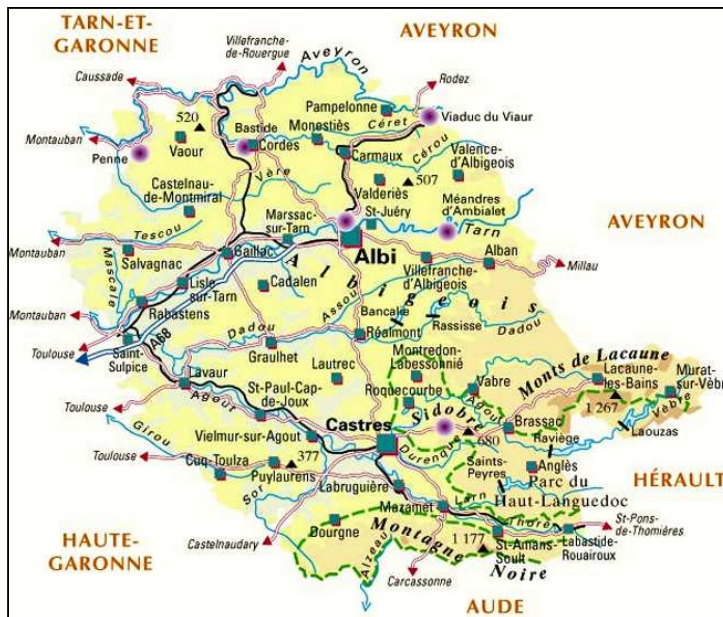 TARN-ET-
GARONNE
Villefranche-
de-Rouergue
Aveyron
AVEYRON
Caussade
Rodez
Pampelonne
Viaduc du Viaur
520
Bastide
Monestiès
Céret
Montauban
Cordes
Cérou
Penne
Vaour
Carmaux
Valence-
d'Albigeois
Vère
Valderiès
507
Castelnau-
de-Montmiral
Marssac-
sur-Tarn
St-Juéry
Méandres
d'Ambialet
Tescou
Tarn
AVEYRON
Montauban
Gaillac
Albi
Salvagnac
Alban
Millau
Mascale
Albigeois
Villefranche-
d'Albigeois
Lisle-
sur-Tarn
Cadalen
Assou
Montauban
Rabastens
Bancalié
Rassisse
Dadou
Dadou
Réalmont
Toulouse
Saint-
Sulpice
A68
Graulhet
Montredon-
Labessonnié
Monts de Lacaune
Lautrec
Lacaune-
les-Bains
Murat-
sur-Vèbr
Lavaur
Roquecourbe
Vabre
St-Paul-Cap-
de-Joux
Agout
1 267
Vèbre
Toulouse
Agout
Sidobre
Castres
Brassac
Girou
Vielmur-sur-Agout
680
Raviège
Laouzas
Durenque
Toulouse
377
Saints-
Peyres
Anglès
Cuq-Toulza
Puylaurens
HÉRAULT
Sor
Labruguière
Parc du
Haut-Languedoc
Larn
Mazamet
HAUTE-
GARONNE
Dourgne
Thoré
St-Pons-
de-Thomières
Montagne
Noire
1 177
St-Amans-
Soult
Labastide-
Rouairoux
Castelnaudary
Alzeau
Carcassonne
AUDE